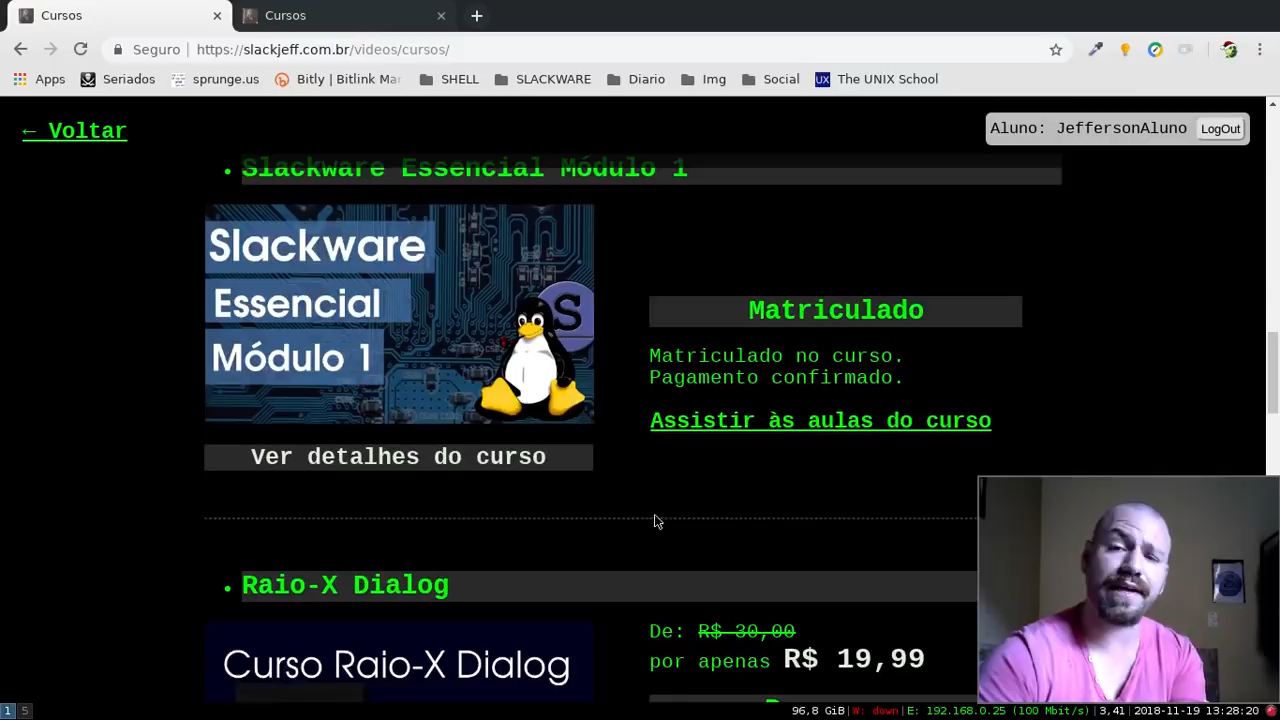 Cursos
Cursos
Seguro
https://slackjeff.com.br/videos/cursos/
Apps
Seriados
sprunge.us
Bitly | Bitlink Ma
SHELL
SLACKWARE
Diario
Img
Social
UX
The UNIX School
← Voltar
Aluno: JeffersonAluno
LogOut
Slackware Essencial Módulo 1
Slackware
Essencial
Módulo 1
S
Matriculado
Matriculado no curso.
Pagamento confirmado.
Assistir às aulas do curso
Ver detalhes do curso
Raio-X Dialog
Curso Raio-X Dialog
De: R$ 30,00
por apenas R$ 19,99
1 5
96,8 GiB|W: down|E: 192.168.0.25 (100 Mbit/s)|3,41|2018-11-19 13:28:20